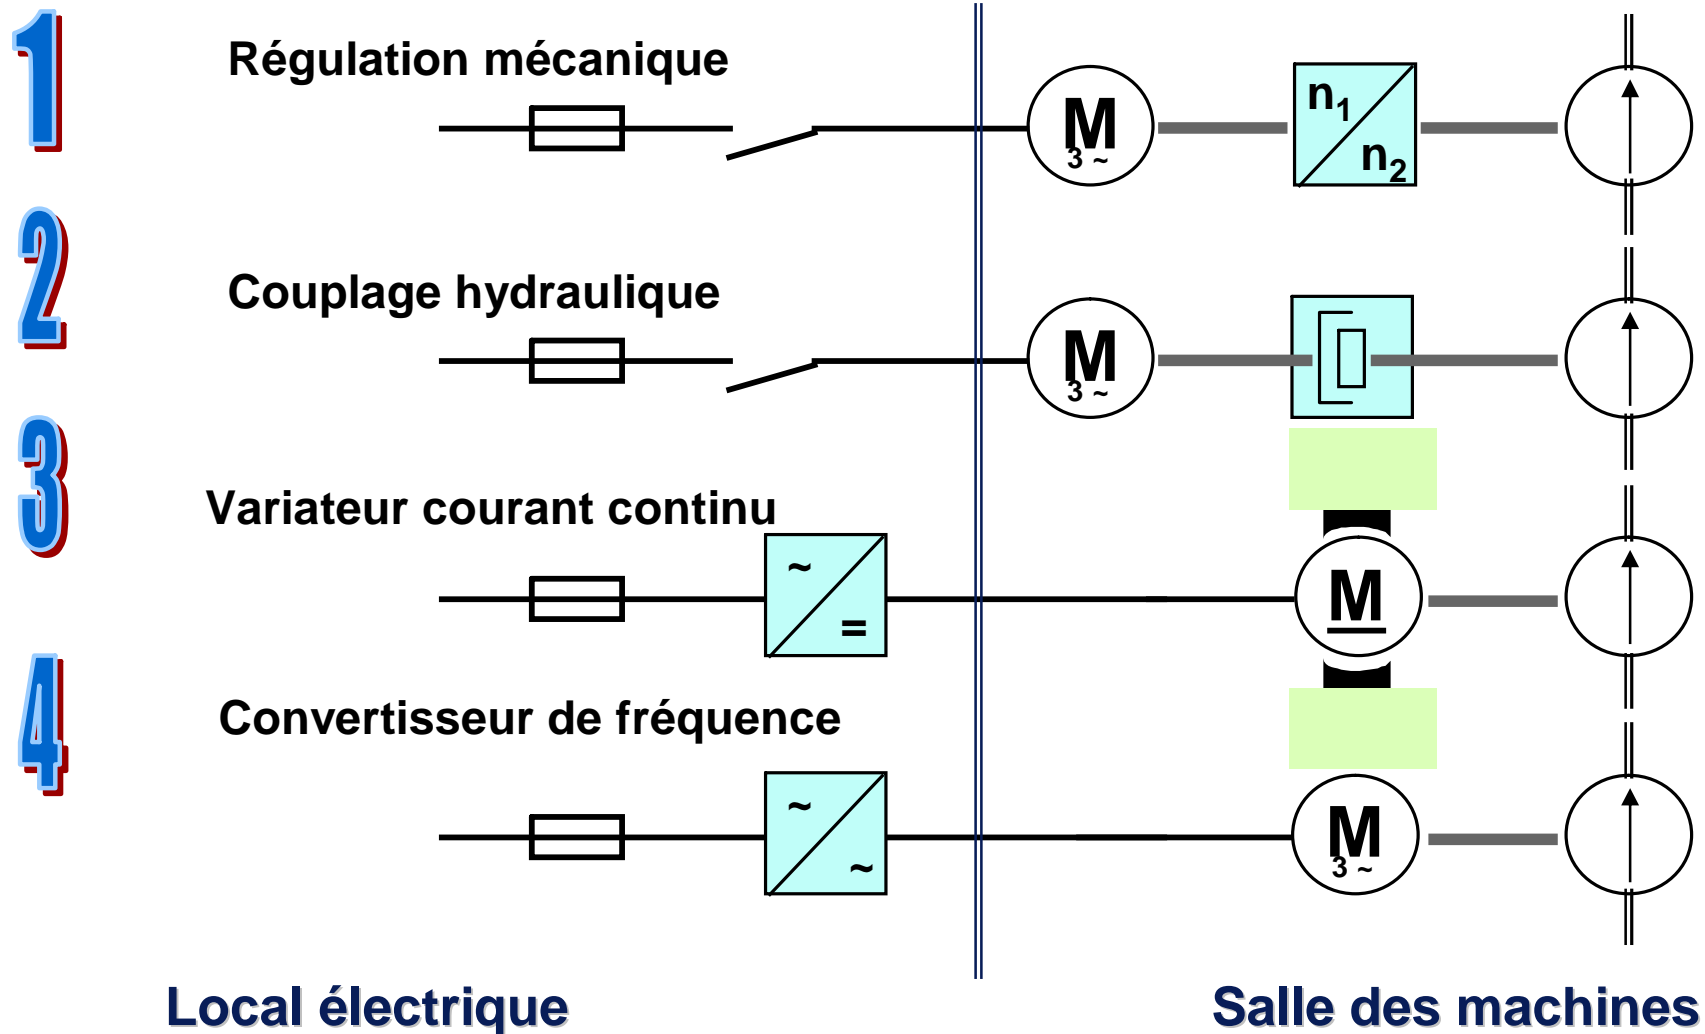 1
Régulation mécanique
M
3 ~
n₁
n₂
2
Couplage hydraulique
M
3 ~
3
Variateur courant continu
~
=
M
4
Convertisseur de fréquence
~
~
M
3 ~
Local électrique
Salle des machines